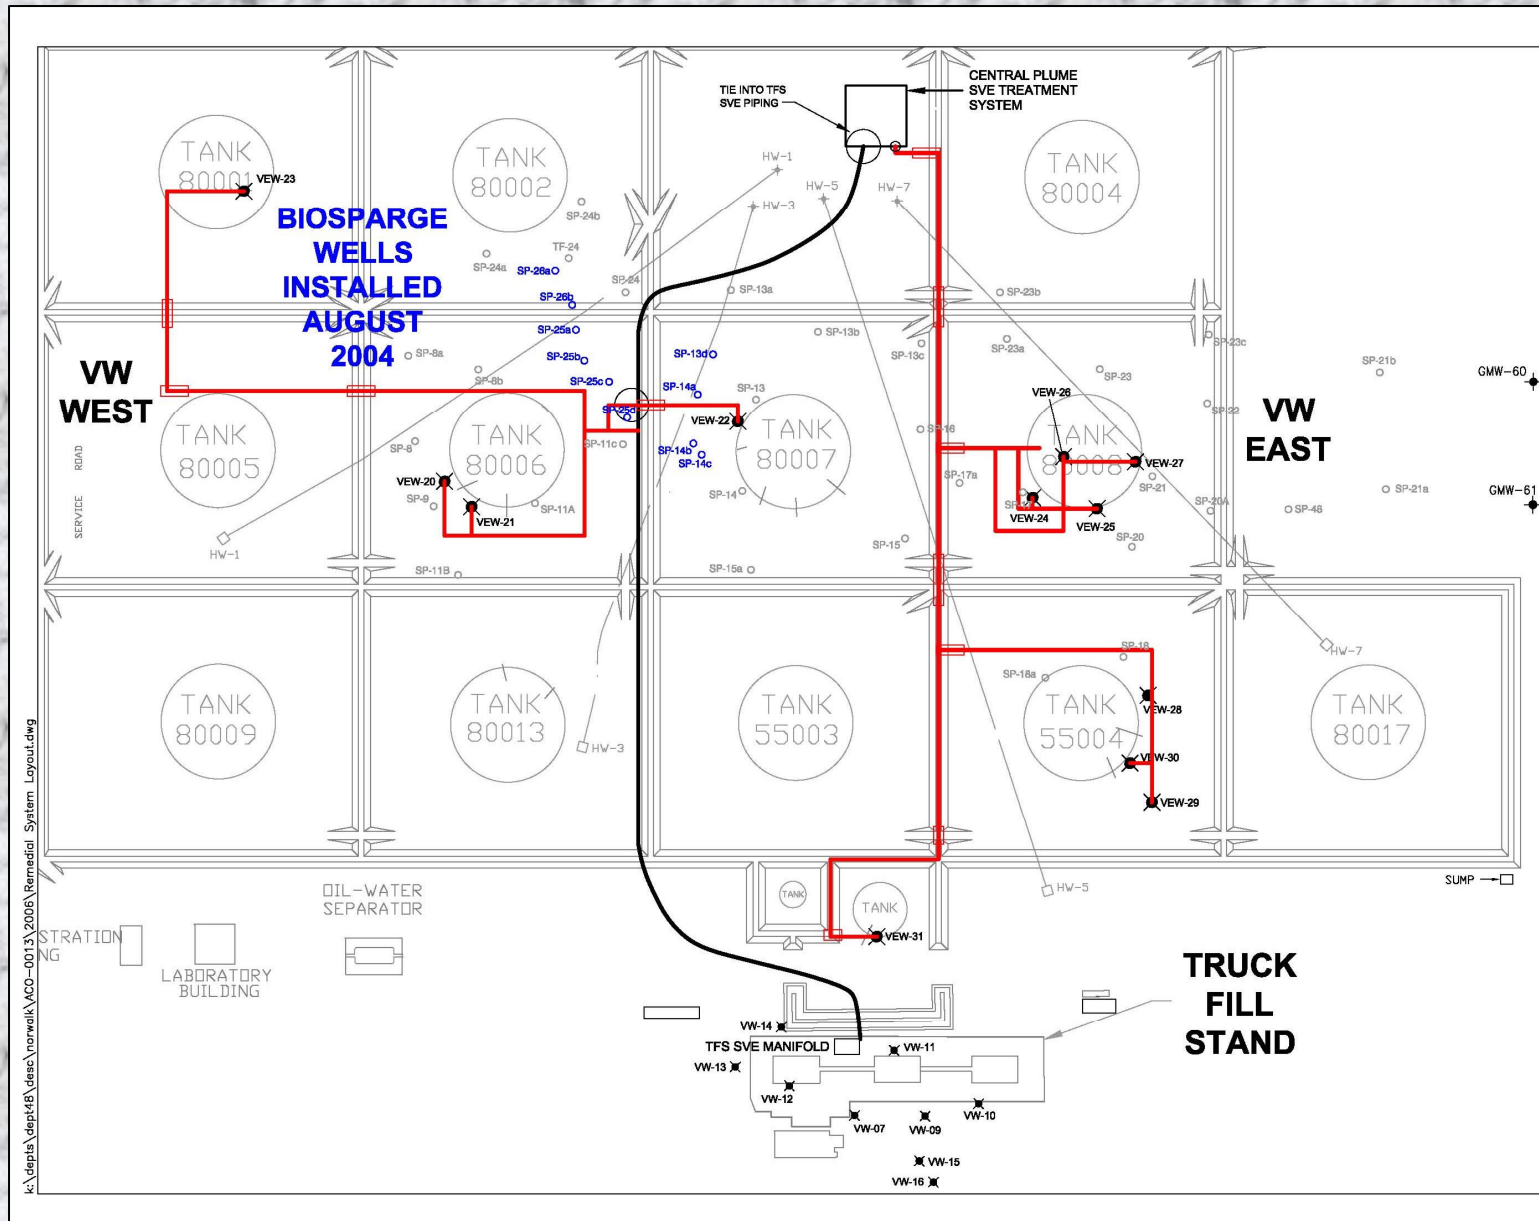 CENTRAL PLUME
SVE TREATMENT
SYSTEM
TIE INTO TFS
SVE PIPING
TANK
80001
VEW-23
TANK
80002
TANK
80004
HW-1
HW-3
HW-5
HW-7
BIOSPARGE
WELLS
INSTALLED
AUGUST
2004
SP-24b
TF-24
SP-24a
SP-26a
SP-24
SP-26b
SP-13a
SP-23b
SP-25a
SP-13b
SP-13c
SP-23a
SP-23c
VW
WEST
SP-8a
SP-8b
SP-25b
SP-13d
SP-25c
SP-14a
SP-13
SP-23
SP-21b
GMW-60
VEW-26
SP-25d
VEW-22
SP-22
VW
EAST
TANK
80005
TANK
80006
TANK
80007
TANK
80008
SP-8
SP-11c
SP-14b
SP-14c
SP-16
VEW-27
SERVICE ROAD
VEW-20
SP-9
VEW-21
SP-11A
SP-14
SP-17a
VEW-24
VEW-25
SP-21
SP-20A
SP-48
SP-21a
GMW-61
HW-1
SP-15
SP-20
SP-11B
SP-15a
SP-18
SP-18a
HW-7
TANK
80009
TANK
80013
TANK
55003
TANK
55004
TANK
80017
VEW-28
HW-3
VEW-30
VEW-29
OIL-WATER
SEPARATOR
TANK
TANK
HW-5
SUMP
VEW-31
STRATION
NG
LABORATORY
BUILDING
TRUCK
FILL
STAND
VW-14
TFS SVE MANIFOLD
VW-11
VW-13
VW-12
VW-10
VW-07
VW-09
VW-15
VW-16
k:\depts\dept48\desc\norwalk\ACO-0013\2006\Remedial System Layout.dwg